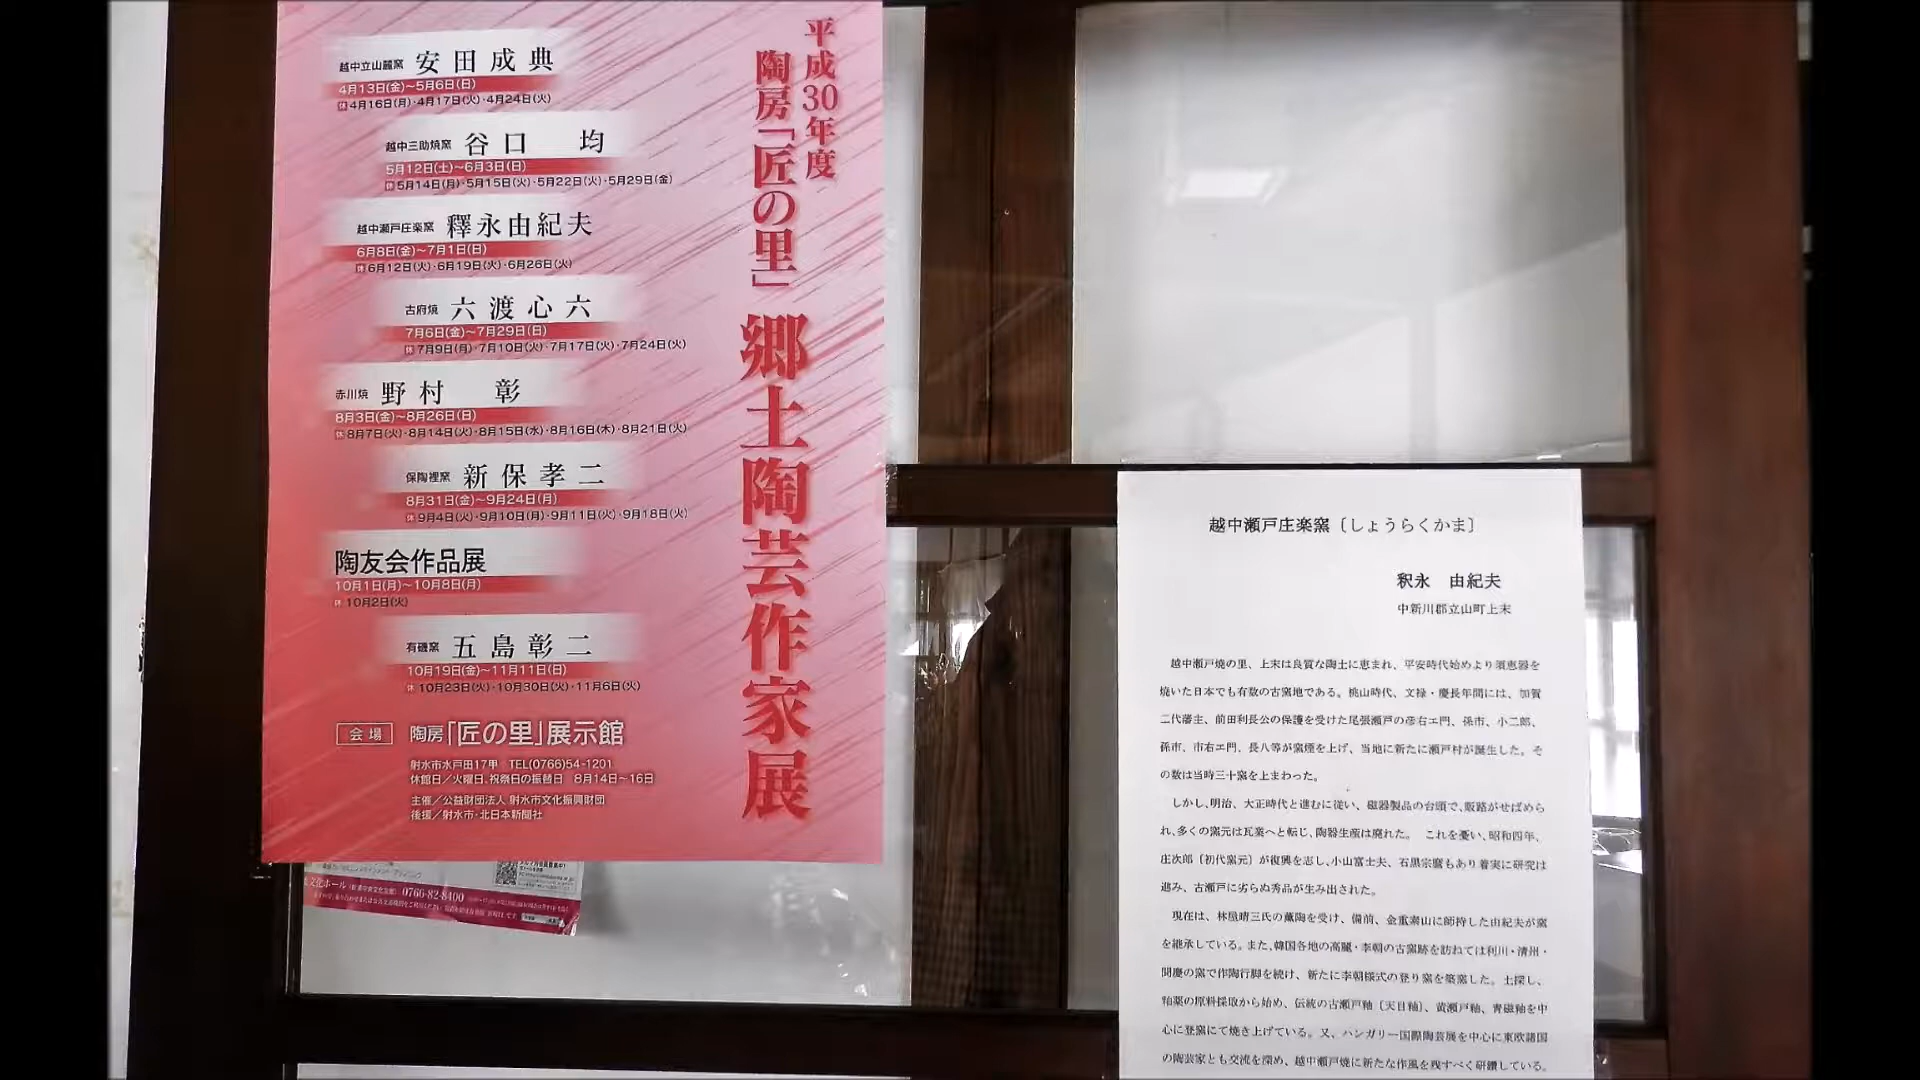 平成30年度
陶房「匠の里」郷土陶芸作家展
越中立山麓窯 安田成典
4月13日(金)~5月6日(日)
休 4月16日(月)・4月17日(火)・4月24日(火)
越中三助焼窯 谷口 均
5月12日(土)~6月3日(日)
休 5月14日(月)・5月15日(火)・5月22日(火)・5月29日(金)
越中瀬戸庄楽窯 釋永由紀夫
6月8日(金)~7月1日(日)
休 6月12日(火)・6月19日(火)・6月26日(火)
古府焼 六渡心六
7月6日(金)~7月29日(日)
休 7月9日(月)・7月10日(火)・7月17日(火)・7月24日(火)
赤川焼 野村 彰
8月3日(金)~8月26日(日)
休 8月7日(火)・8月14日(火)・8月15日(水)・8月16日(木)・8月21日(火)
保陶裡窯 新保孝二
8月31日(金)~9月24日(月)
休 9月4日(火)・9月10日(月)・9月11日(火)・9月18日(火)
陶友会作品展
10月1日(月)~10月8日(月)
休 10月2日(火)
有磯窯 五島彰二
10月19日(金)~11月11日(日)
休 10月23日(火)・10月30日(火)・11月6日(火)
会場 陶房「匠の里」展示館
射水市水戸田17甲 TEL(0766)54-1201
休館日/火曜日、祝祭日の振替日 8月14日~16日
主催/公益財団法人 射水市文化振興財団
後援/射水市・北日本新聞社
文化ホール 0766-82-8400
越中瀬戸庄楽窯〔しょうらくかま〕
釈永 由紀夫
中新川郡立山町上末
越中瀬戸焼の里、上末は良質な陶土に恵まれ、平安時代始めより須恵器を
焼いた日本でも有数の古窯地である。桃山時代、文禄・慶長年間には、加賀
二代藩主、前田利長公の保護を受けた尾張瀬戸の彦右エ門、孫市、小二郎、
孫市、市右エ門、長八等が窯煙を上げ、当地に新たに瀬戸村が誕生した。そ
の数は当時三十窯を上まわった。
しかし、明治、大正時代と進むに従い、磁器製品の台頭で、販路がせばめら
れ、多くの窯元は瓦業へと転じ、陶器生産は廃れた。 これを憂い、昭和四年、
庄次郎〔初代窯元〕が復興を志し、小山富士夫、石黒宗麿もあり着実に研究は
進み、古瀬戸に劣らぬ秀品が生み出された。
現在は、林屋晴三氏の薫陶を受け、備前、金重素山に師持した由紀夫が窯
を継承している。また、韓国各地の高麗・李朝の古窯跡を訪ねては利川・清州・
聞慶の窯で作陶行脚を続け、新たに李朝様式の登り窯を築窯した。土探し、
釉薬の原料採取から始め、伝統の古瀬戸釉〔天目釉〕、黄瀬戸釉、青磁釉を中
心に登窯にて焼き上げている。又、ハンガリー国際陶芸展を中心に東欧諸国
の陶芸家とも交流を深め、越中瀬戸焼に新たな作風を残すべく研鑽している。